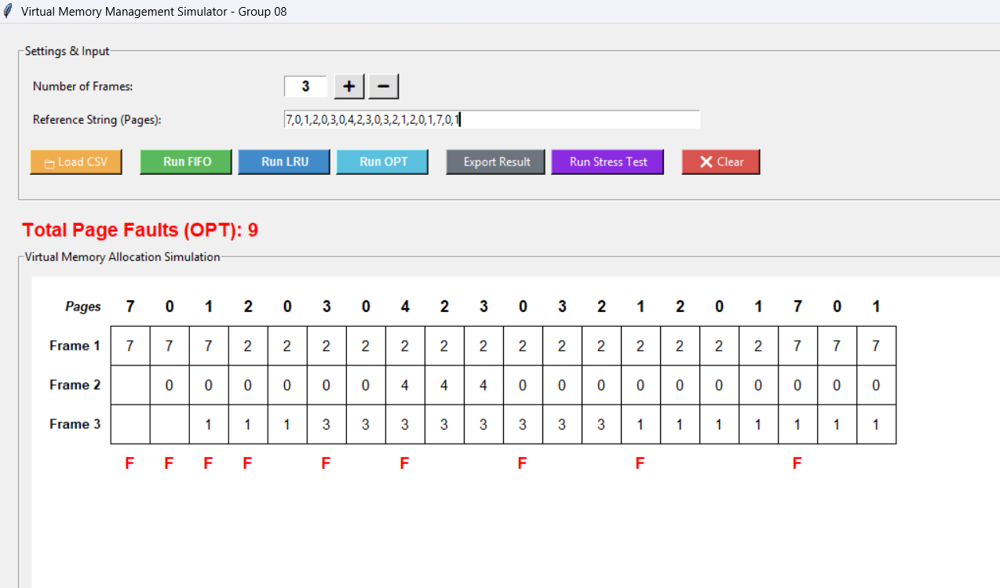 Virtual Memory Management Simulator - Group 08
Settings & Input
Number of Frames: 3 + −
Reference String (Pages): 7,0,1,2,0,3,0,4,2,3,0,3,2,1,2,0,1,7,0,1
Load CSV Run FIFO Run LRU Run OPT Export Result Run Stress Test Clear
Total Page Faults (OPT): 9
Virtual Memory Allocation Simulation
Pages 7 0 1 2 0 3 0 4 2 3 0 3 2 1 2 0 1 7 0 1
Frame 1 7 7 7 2 2 2 2 2 2 2 2 2 2 2 2 2 2 7 7 7
Frame 2 0 0 0 0 0 0 4 4 4 0 0 0 0 0 0 0 0 0 0
Frame 3 1 1 1 3 3 3 3 3 3 3 3 1 1 1 1 1 1 1
F F F F F F F F F